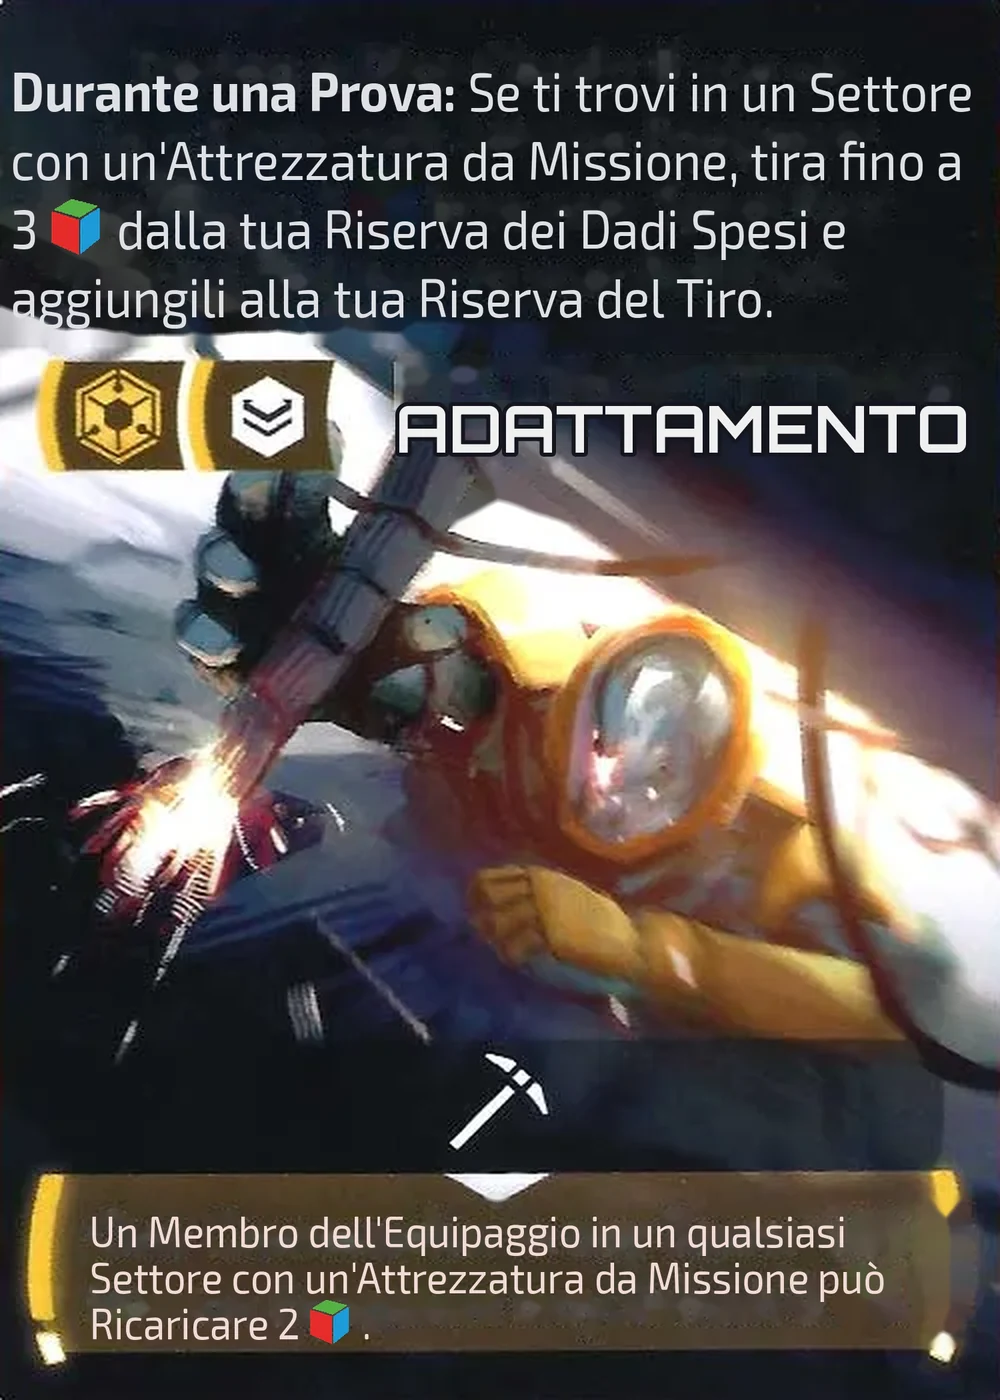 Durante una Prova: Se ti trovi in un Settore
con un'Attrezzatura da Missione, tira fino a
3 dalla tua Riserva dei Dadi Spesi e
aggiungili alla tua Riserva del Tiro.
ADATTAMENTO
Un Membro dell'Equipaggio in un qualsiasi
Settore con un'Attrezzatura da Missione può
Ricaricare 2 .